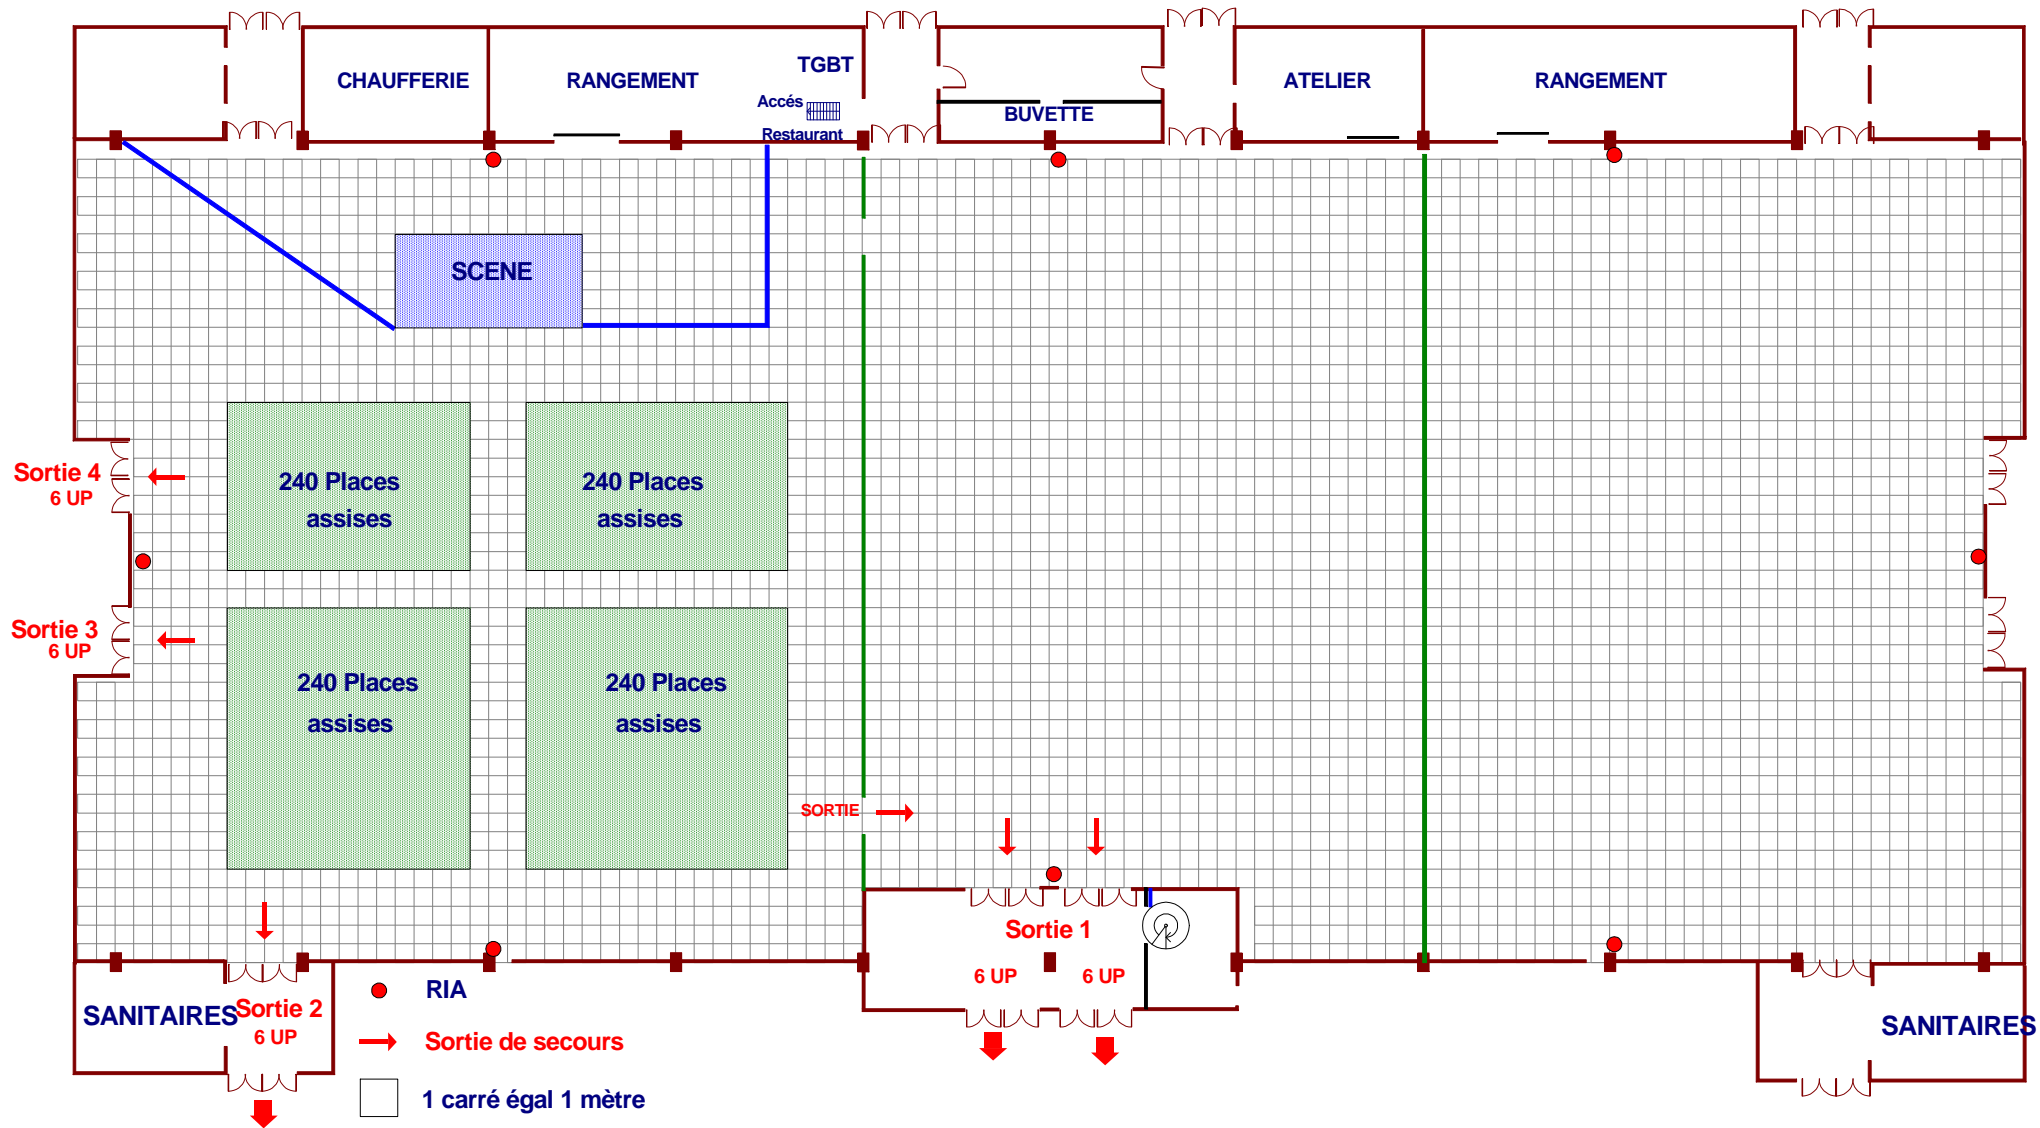 TGBT
CHAUFFERIE
RANGEMENT
ATELIER
RANGEMENT
Accés
Restaurant
BUVETTE
SCENE
Sortie 4
6 UP
240 Places
assises
240 Places
assises
Sortie 3
6 UP
240 Places
assises
240 Places
assises
SORTIE
Sortie 1
6 UP
6 UP
SANITAIRES
Sortie 2
6 UP
RIA
Sortie de secours
1 carré égal 1 mètre
SANITAIRES